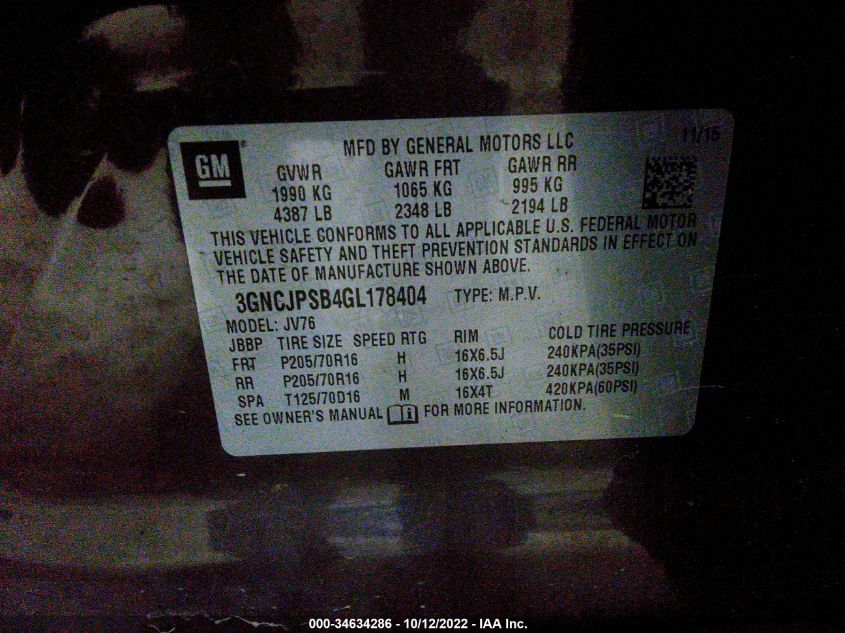 MFD BY GENERAL MOTORS LLC 11/15
GM
GVWR GAWR FRT GAWR RR
1990 KG 1065 KG 995 KG
4387 LB 2348 LB 2194 LB
THIS VEHICLE CONFORMS TO ALL APPLICABLE U.S. FEDERAL MOTOR
VEHICLE SAFETY AND THEFT PREVENTION STANDARDS IN EFFECT ON
THE DATE OF MANUFACTURE SHOWN ABOVE.
3GNCJPSB4GL178404 TYPE: M.P.V.
MODEL: JV76
JBBP TIRE SIZE SPEED RTG RIM COLD TIRE PRESSURE
FRT P205/70R16 H 16X6.5J 240KPA(35PSI)
RR P205/70R16 H 16X6.5J 240KPA(35PSI)
SPA T125/70D16 M 16X4T 420KPA(60PSI)
SEE OWNER'S MANUAL FOR MORE INFORMATION.
000-34634286 - 10/12/2022 - IAA Inc.